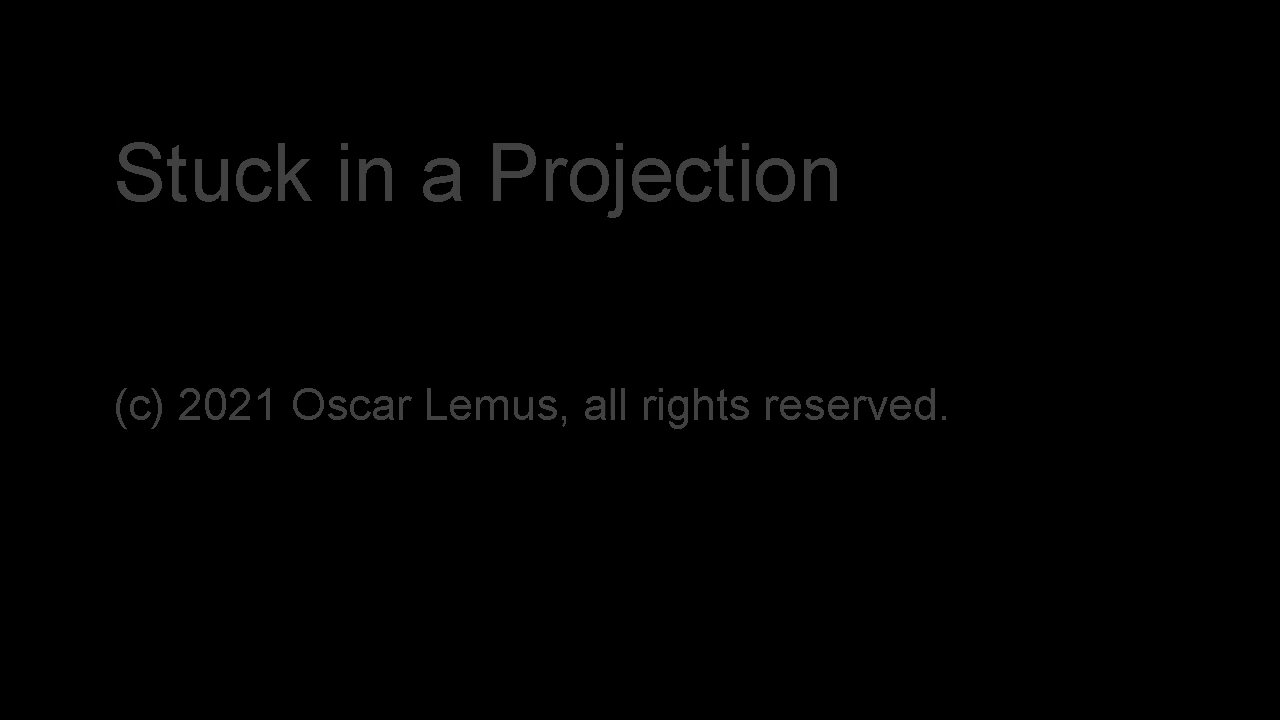 Stuck in a Projection
(c) 2021 Oscar Lemus, all rights reserved.